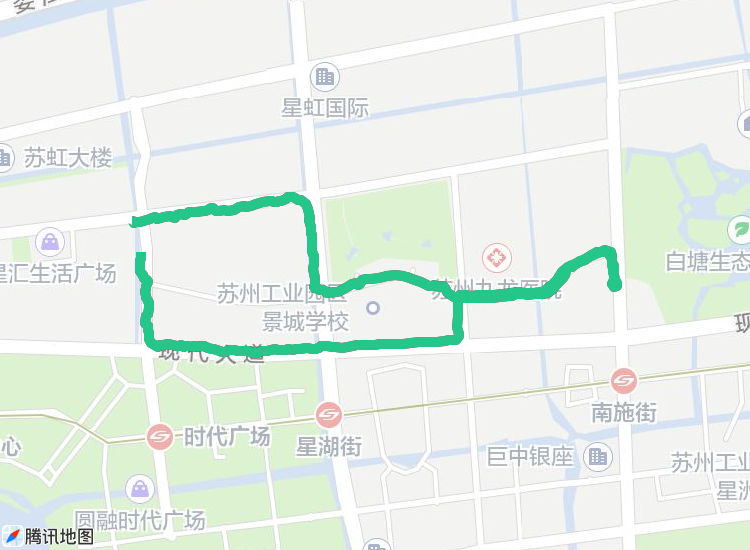 星虹国际
苏虹大楼
星汇生活广场
白塘生态
苏州九龙医院
苏州工业园区
景城学校
现代大道
现
南施街
时代广场
星湖街
心
巨中银座
苏州工业
星洲
圆融时代广场
腾讯地图